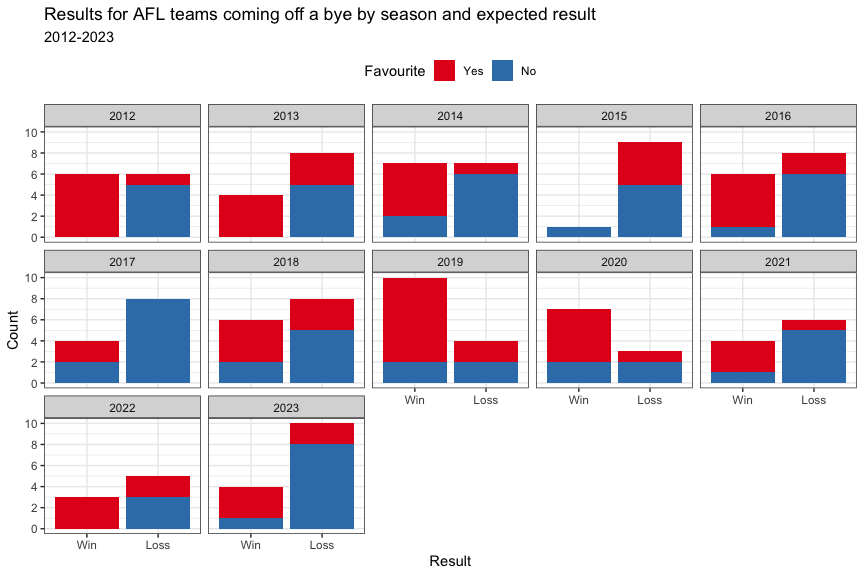 Results for AFL teams coming off a bye by season and expected result
2012-2023
Favourite Yes No
2012 2013 2014 2015 2016
10
8
6
4
2
0
2017 2018 2019 2020 2021
10
8
6
4
2
0
Win Loss Win Loss Win Loss
2022 2023
10
8
6
4
2
0
Win Loss Win Loss
Count
Result